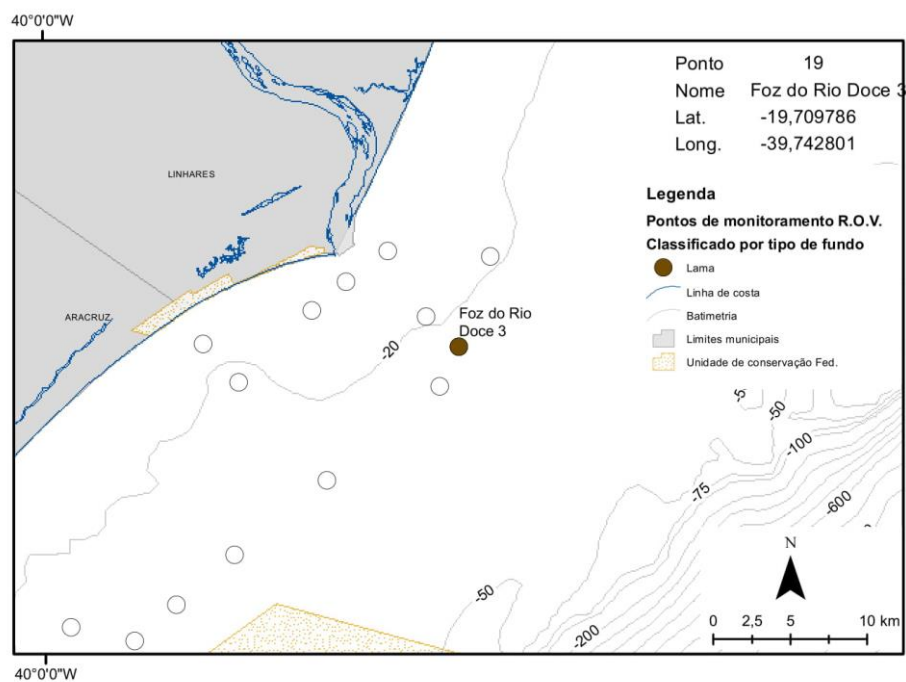 40°0'0"W
Ponto 19
Nome Foz do Rio Doce 3
Lat. -19,709786
Long. -39,742801
LINHARES
Legenda
Pontos de monitoramento R.O.V.
Classificado por tipo de fundo
Lama
Linha de costa
Batimetria
Limites municipais
Unidade de conservação Fed.
ARACRUZ
Foz do Rio
Doce 3
-20
-50
-100
-75
-600
-50
-200
N
0 2,5 5 10 km
40°0'0"W